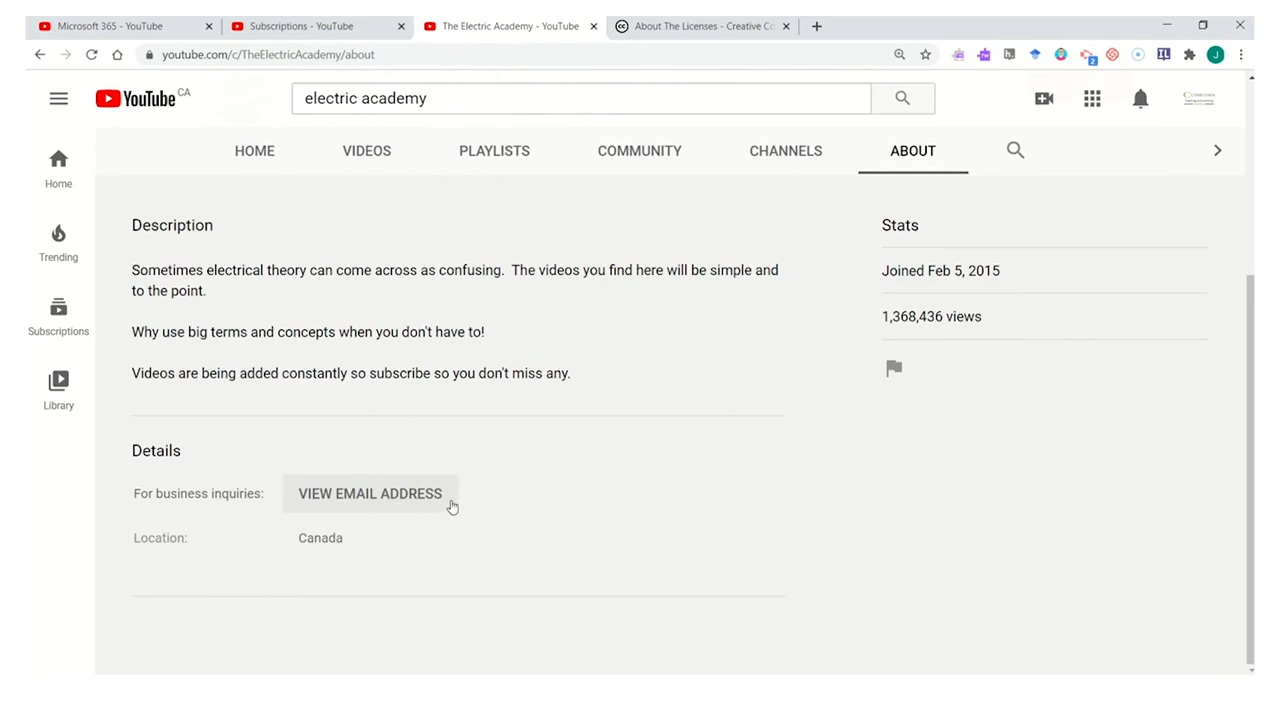 Microsoft 365 - YouTube
Subscriptions - YouTube
The Electric Academy - YouTube
About The Licenses - Creative Co
youtube.com/c/TheElectricAcademy/about
2
IL
J
YouTube CA
electric academy
HOME
VIDEOS
PLAYLISTS
COMMUNITY
CHANNELS
ABOUT
Home
Trending
Subscriptions
Library
Description
Sometimes electrical theory can come across as confusing.  The videos you find here will be simple and
to the point.
Why use big terms and concepts when you don't have to!
Videos are being added constantly so subscribe so you don't miss any.
Details
For business inquiries:
VIEW EMAIL ADDRESS
Location:
Canada
Stats
Joined Feb 5, 2015
1,368,436 views